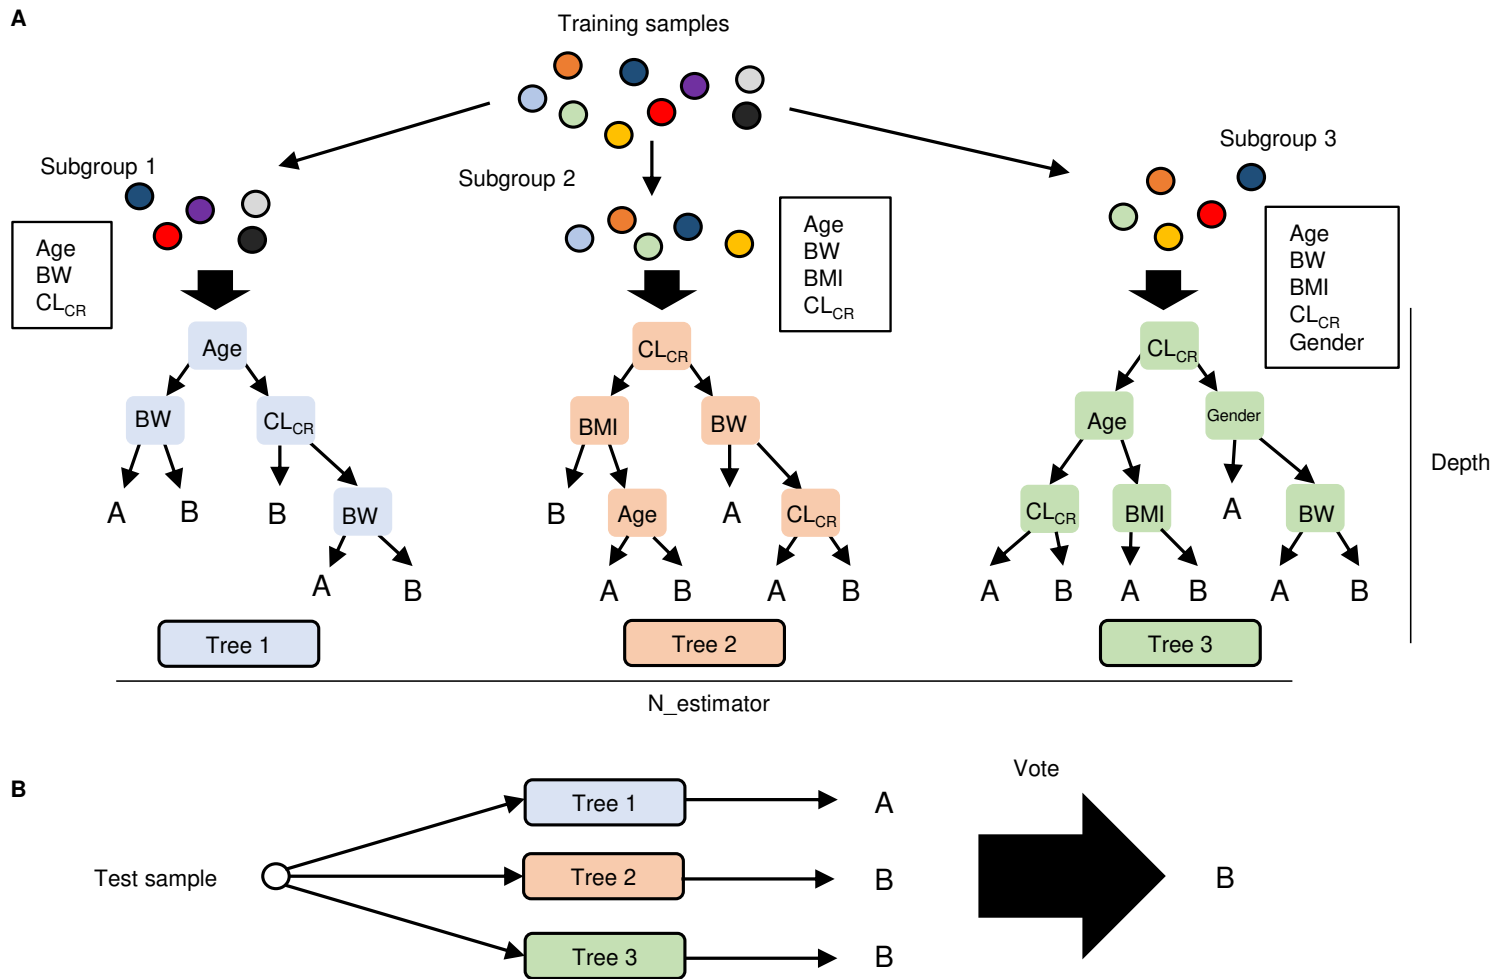 A
Training samples
Subgroup 1
Subgroup 2
Subgroup 3
Age
BW
CLCR
Age
BW
BMI
CLCR
Age
BW
BMI
CLCR
Gender
Age
BW
CLCR
A
B
B
BW
A
B
Tree 1
CLCR
BMI
BW
B
Age
A
CLCR
A
B
A
B
Tree 2
CLCR
Age
Gender
CLCR
BMI
A
BW
A
B
A
B
A
B
Tree 3
Depth
N_estimator
B
Test sample
Tree 1
A
Tree 2
B
Tree 3
B
Vote
B